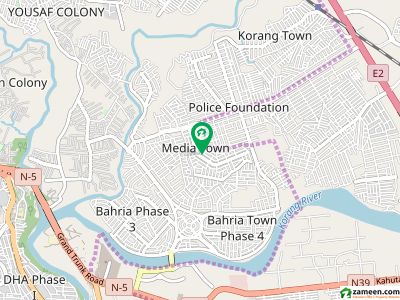 YOUSAF COLONY
Korang Town
n Colony
E2
Police Foundation
Media Town
N-5
Bahria Phase
3
Bahria Town
Phase 4
Korang River
Grand Trunk Road
DHA Phase
N-5
N39
Kahuta
zameen.com